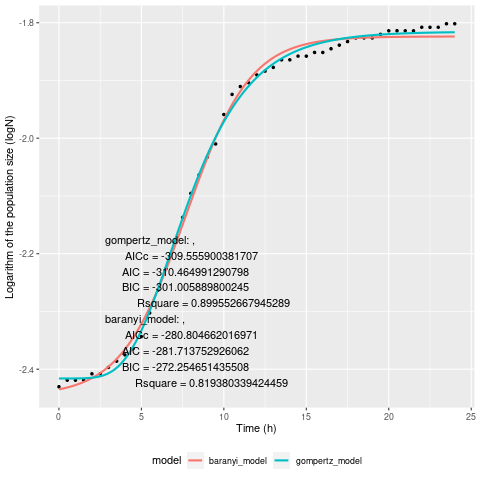 -1.8
-2.0
-2.2
-2.4
Logarithm of the population size (logN)
gompertz_model: ,
AICc = -309.555900381707
AIC = -310.464991290798
BIC = -301.005889800245
Rsquare = 0.899552667945289
baranyi_model: ,
AICc = -280.804662016971
AIC = -281.713752926062
BIC = -272.254651435508
Rsquare = 0.819380339424459
0 5 10 15 20 25
Time (h)
model baranyi_model gompertz_model